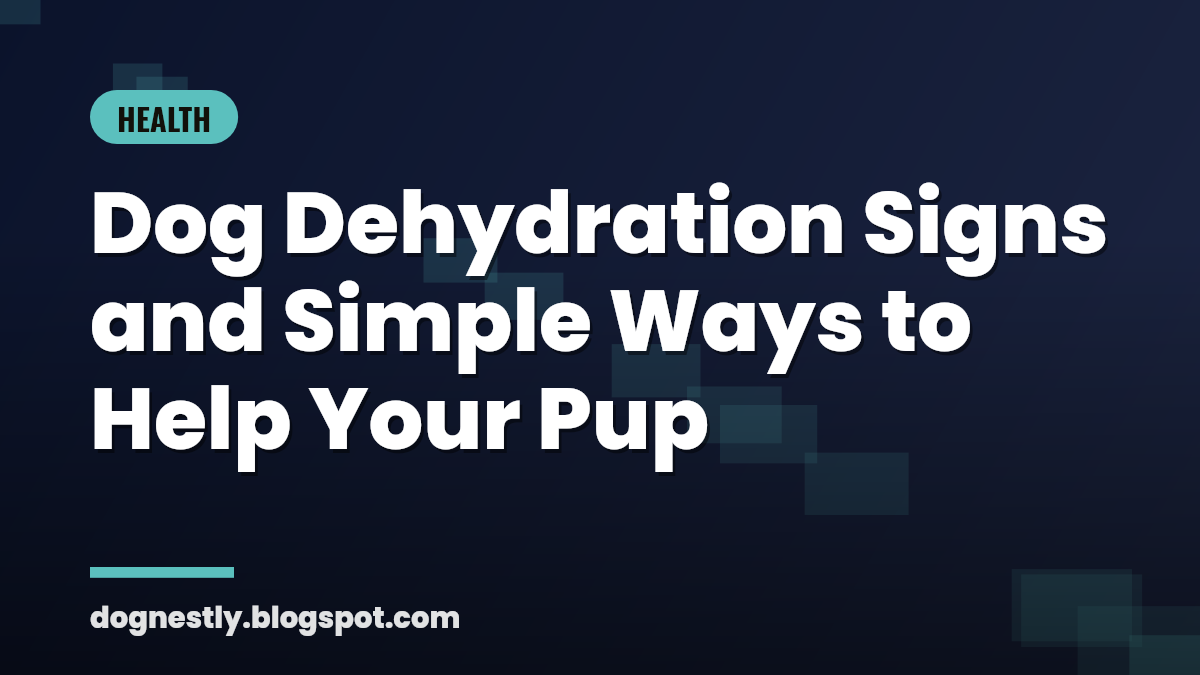 HEALTH
Dog Dehydration Signs
and Simple Ways to
Help Your Pup
dognestly.blogspot.com